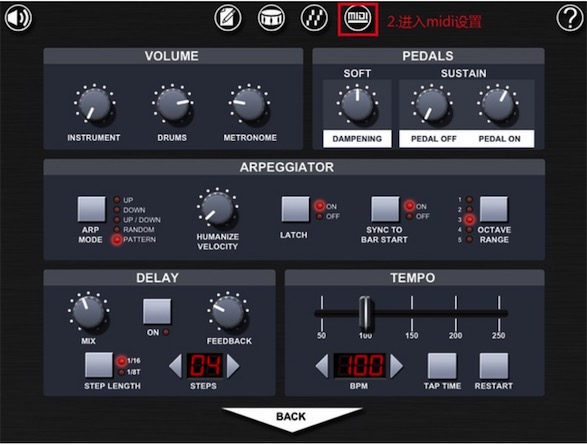 MIDI
2.进入midi设置
?
VOLUME
INSTRUMENT
DRUMS
METRONOME
PEDALS
SOFT
SUSTAIN
DAMPENING
PEDAL OFF
PEDAL ON
ARPEGGIATOR
ARP
MODE
UP
DOWN
UP / DOWN
RANDOM
PATTERN
HUMANIZE
VELOCITY
LATCH
ON
OFF
SYNC TO
BAR START
ON
OFF
1
2
3
4
5
OCTAVE
RANGE
DELAY
MIX
ON
FEEDBACK
STEP LENGTH
1/16
1/8T
04
STEPS
TEMPO
50
100
150
200
250
100
BPM
TAP TIME
RESTART
BACK